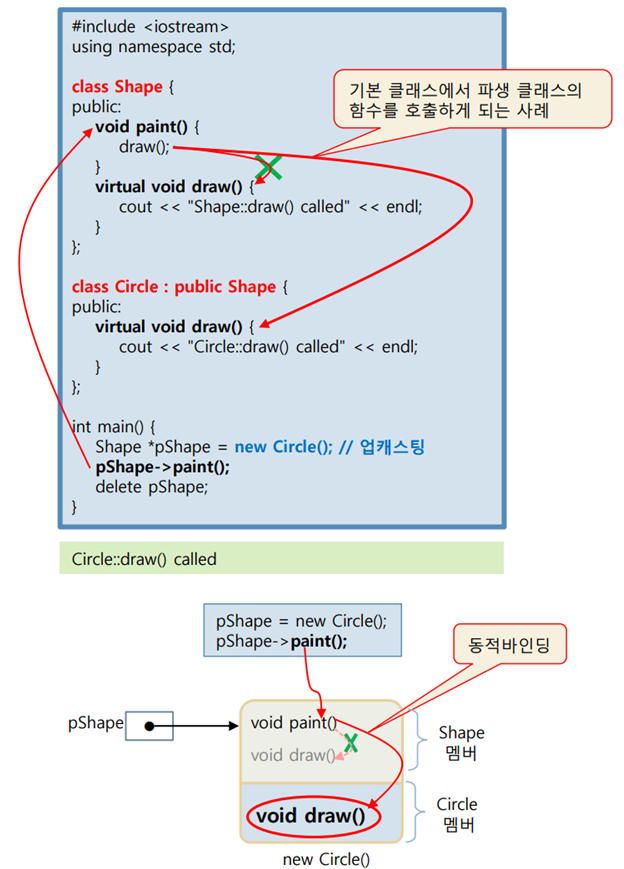 #include <iostream>
using namespace std;
class Shape {
public:
void paint() {
draw();
}
virtual void draw() {
cout << "Shape::draw() called" << endl;
}
};
기본 클래스에서 파생 클래스의
함수를 호출하게 되는 사례
class Circle : public Shape {
public:
virtual void draw() {
cout << "Circle::draw() called" << endl;
}
};
int main() {
Shape *pShape = new Circle(); // 업캐스팅
pShape->paint();
delete pShape;
}
Circle::draw() called
pShape = new Circle();
pShape->paint();
동적바인딩
pShape
void paint()
void draw()
Shape
멤버
void draw()
Circle
멤버
new Circle()